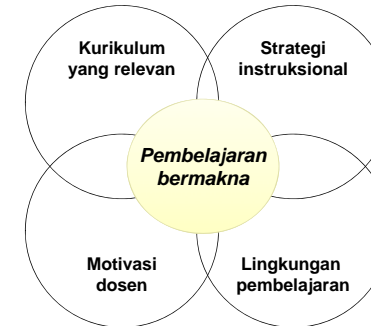 Kurikulum
yang relevan
Strategi
instruksional
Pembelajaran
bermakna
Motivasi
dosen
Lingkungan
pembelajaran